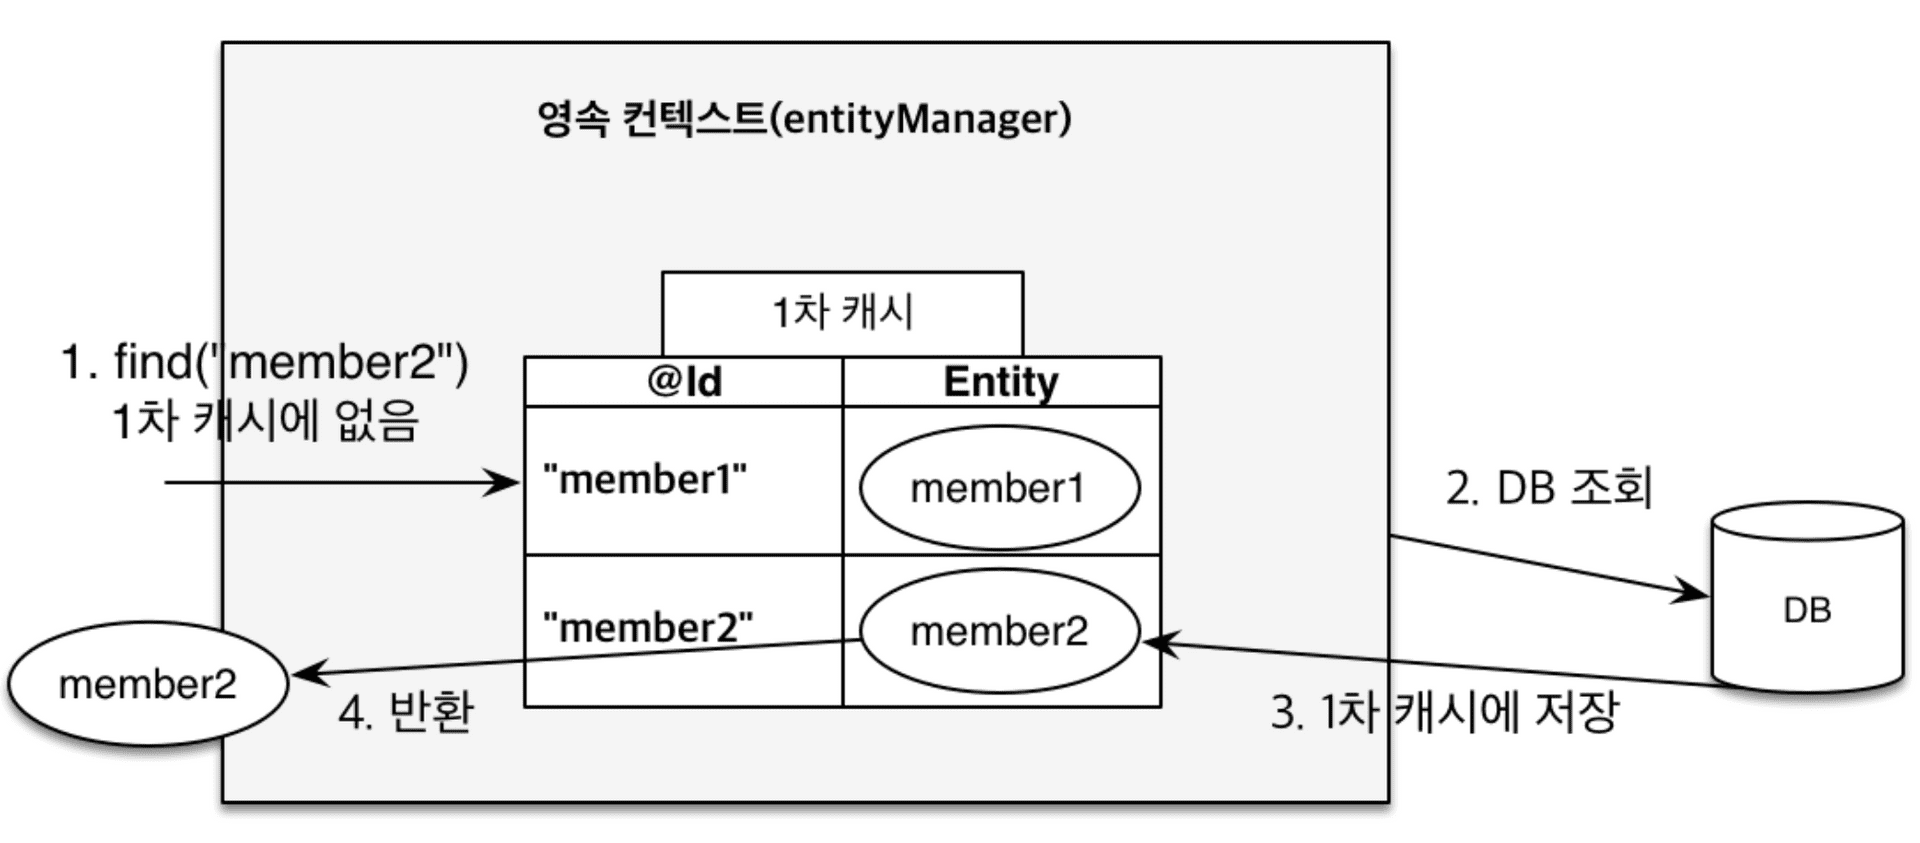 영속 컨텍스트(entityManager)
1차 캐시
1. find("member2")
1차 캐시에 없음
@Id
Entity
"member1"
member1
2. DB 조회
DB
"member2"
member2
member2
4. 반환
3. 1차 캐시에 저장